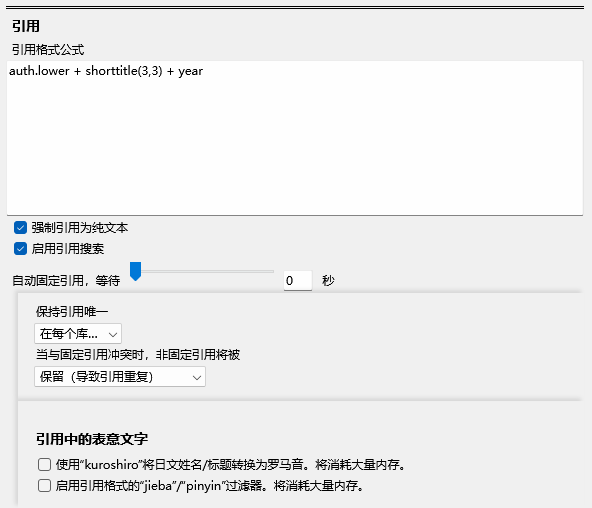 引用
引用格式公式
auth.lower + shorttitle(3,3) + year
强制引用为纯文本
启用引用搜索
自动固定引用，等待 0 秒
保持引用唯一
在每个库...
当与固定引用冲突时，非固定引用将被
保留（导致引用重复）
引用中的表意文字
使用“kuroshiro”将日文姓名/标题转换为罗马音。将消耗大量内存。
启用引用格式的“jieba”/“pinyin”过滤器。将消耗大量内存。